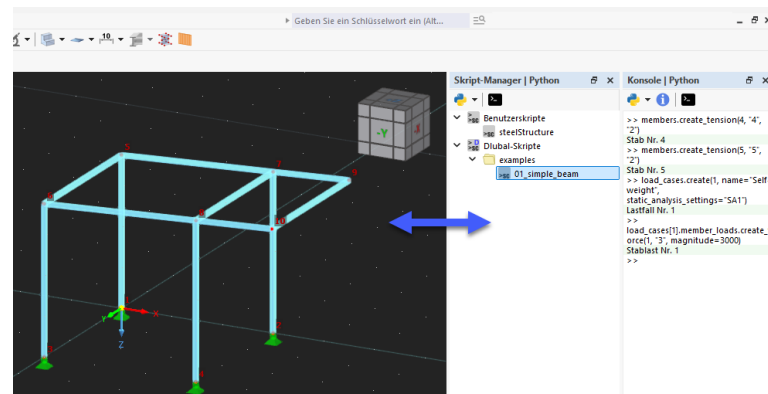 Geben Sie ein Schlüsselwort ein (Alt...
10
Skript-Manager | Python
Konsole | Python
Benutzerskripte
steelStructure
Dlubal-Skripte
examples
01_simple_beam
>> members.create_tension(4, "4",
"2")
Stab Nr. 4
>> members.create_tension(5, "5",
"2")
Stab Nr. 5
>> load_cases.create(1, name="Self
weight",
static_analysis_settings="SA1")
Lastfall Nr. 1
>>
load_cases[1].member_loads.create_
orce(1, "3", magnitude=3000)
Stablast Nr. 1
>>
-Y
X
Y
Z